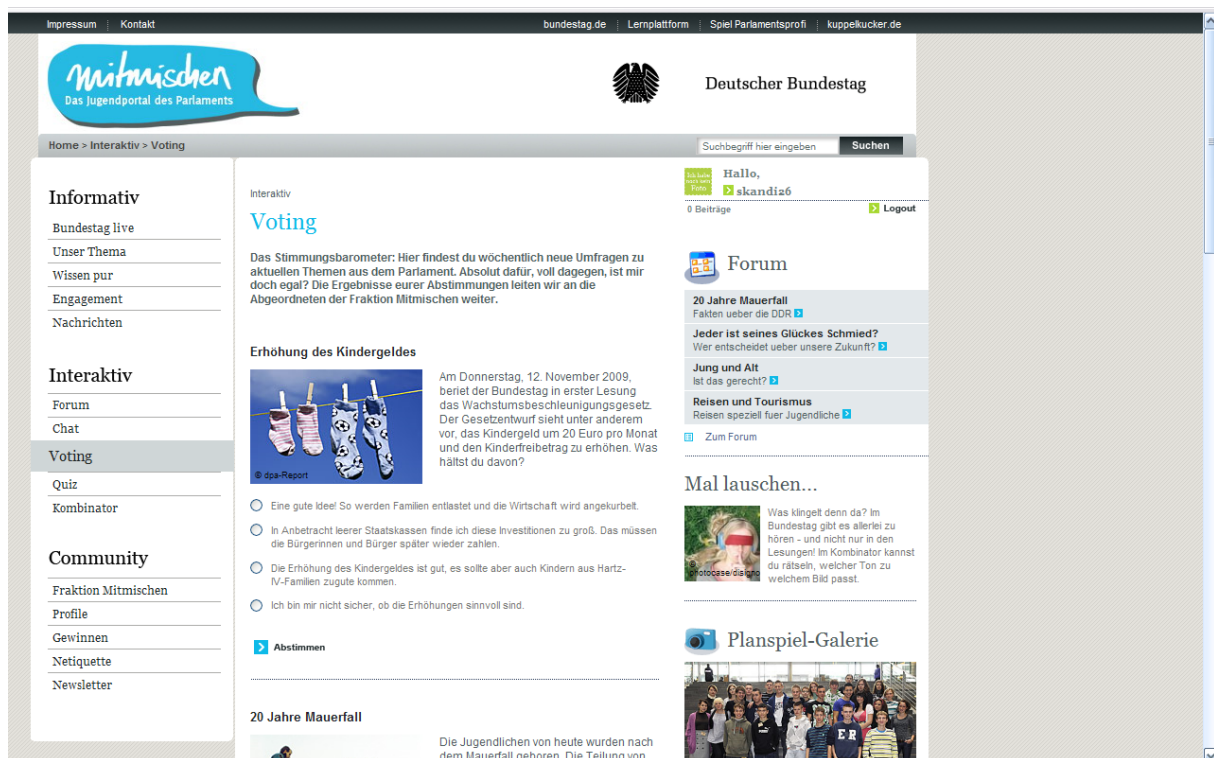 Impressum
Kontakt
bundestag.de
Lernplattform
Spiel Parlamentsprofi
kuppelkucker.de
mitmischen
Das Jugendportal des Parlaments
Deutscher Bundestag
Home > Interaktiv > Voting
Suchbegriff hier eingeben
Suchen
Informativ
Bundestag live
Unser Thema
Wissen pur
Engagement
Nachrichten
Interaktiv
Forum
Chat
Voting
Quiz
Kombinator
Community
Fraktion Mitmischen
Profile
Gewinnen
Netiquette
Newsletter
Interaktiv
Voting
Das Stimmungsbarometer: Hier findest du wöchentlich neue Umfragen zu
aktuellen Themen aus dem Parlament. Absolut dafür, voll dagegen, ist mir
doch egal? Die Ergebnisse eurer Abstimmungen leiten wir an die
Abgeordneten der Fraktion Mitmischen weiter.
Erhöhung des Kindergeldes
© dpa-Report
Am Donnerstag, 12. November 2009,
beriet der Bundestag in erster Lesung
das Wachstumsbeschleunigungsgesetz.
Der Gesetzentwurf sieht unter anderem
vor, das Kindergeld um 20 Euro pro Monat
und den Kinderfreibetrag zu erhöhen. Was
hältst du davon?
Eine gute Idee! So werden Familien entlastet und die Wirtschaft wird angekurbelt.
In Anbetracht leerer Staatskassen finde ich diese Investitionen zu groß. Das müssen
die Bürgerinnen und Bürger später wieder zahlen.
Die Erhöhung des Kindergeldes ist gut, es sollte aber auch Kindern aus Hartz-
IV-Familien zugute kommen.
Ich bin mir nicht sicher, ob die Erhöhungen sinnvoll sind.
Abstimmen
20 Jahre Mauerfall
Die Jugendlichen von heute wurden nach
dem Mauerfall geboren. Die Teilung von
Ich habe
noch kein
Foto
Hallo,
skandi26
0 Beiträge
Logout
Forum
20 Jahre Mauerfall
Fakten ueber die DDR
Jeder ist seines Glückes Schmied?
Wer entscheidet ueber unsere Zukunft?
Jung und Alt
Ist das gerecht?
Reisen und Tourismus
Reisen speziell fuer Jugendliche
Zum Forum
Mal lauschen...
©
photocase/disigno
Was klingelt denn da? Im
Bundestag gibt es allerlei zu
hören - und nicht nur in den
Lesungen! Im Kombinator kannst
du rätseln, welcher Ton zu
welchem Bild passt.
Planspiel-Galerie
ER